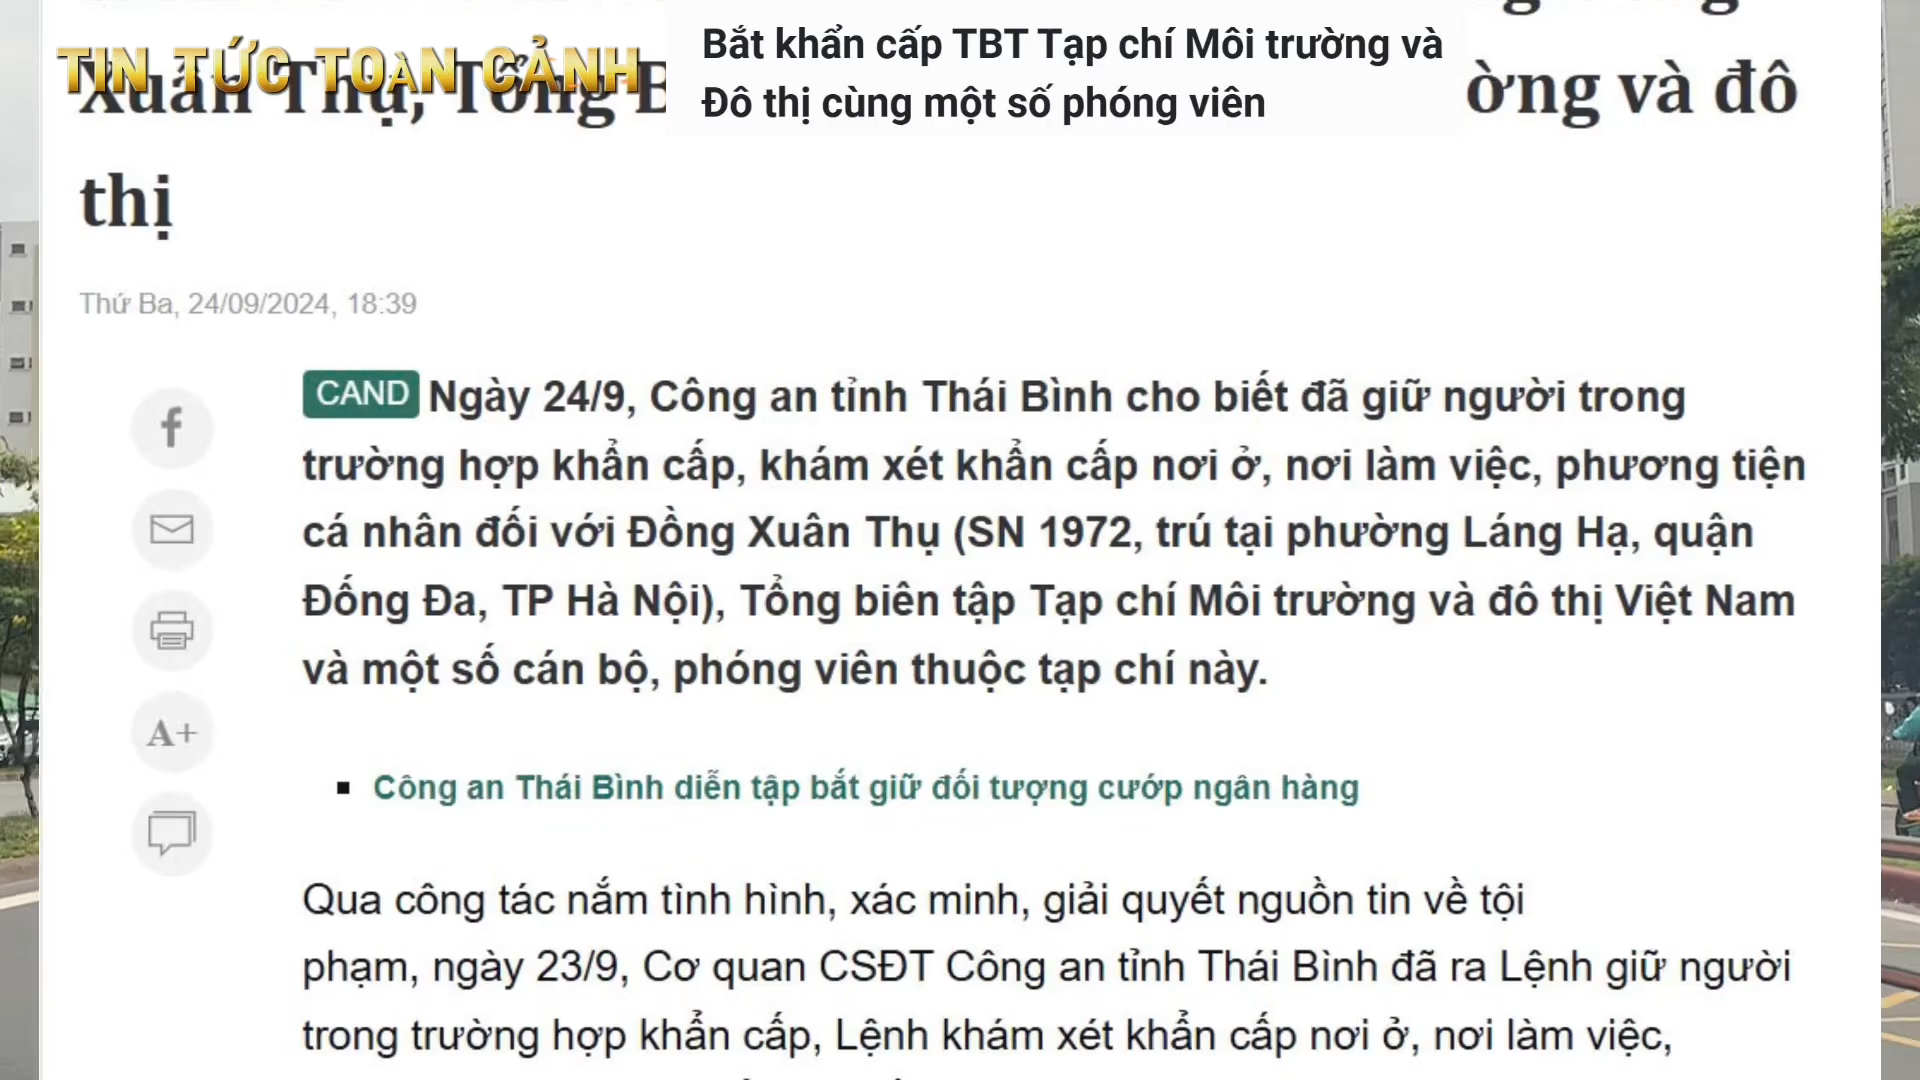 TIN TỨC TOÀN CẢNH
Bắt khẩn cấp TBT Tạp chí Môi trường và
Đô thị cùng một số phóng viên
Xuân Thụ, Tổng B
ờng và đô
thị
Thứ Ba, 24/09/2024, 18:39
CAND Ngày 24/9, Công an tỉnh Thái Bình cho biết đã giữ người trong
trường hợp khẩn cấp, khám xét khẩn cấp nơi ở, nơi làm việc, phương tiện
cá nhân đối với Đồng Xuân Thụ (SN 1972, trú tại phường Láng Hạ, quận
Đống Đa, TP Hà Nội), Tổng biên tập Tạp chí Môi trường và đô thị Việt Nam
và một số cán bộ, phóng viên thuộc tạp chí này.
A+
▪ Công an Thái Bình diễn tập bắt giữ đối tượng cướp ngân hàng
Qua công tác nắm tình hình, xác minh, giải quyết nguồn tin về tội
phạm, ngày 23/9, Cơ quan CSĐT Công an tỉnh Thái Bình đã ra Lệnh giữ người
trong trường hợp khẩn cấp, Lệnh khám xét khẩn cấp nơi ở, nơi làm việc,